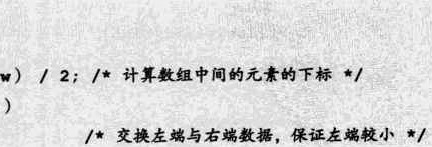 w） / 2; /* 计算数组中间的元素的下标 */
）
/* 交换左端与右端数据，保证左端较小 */